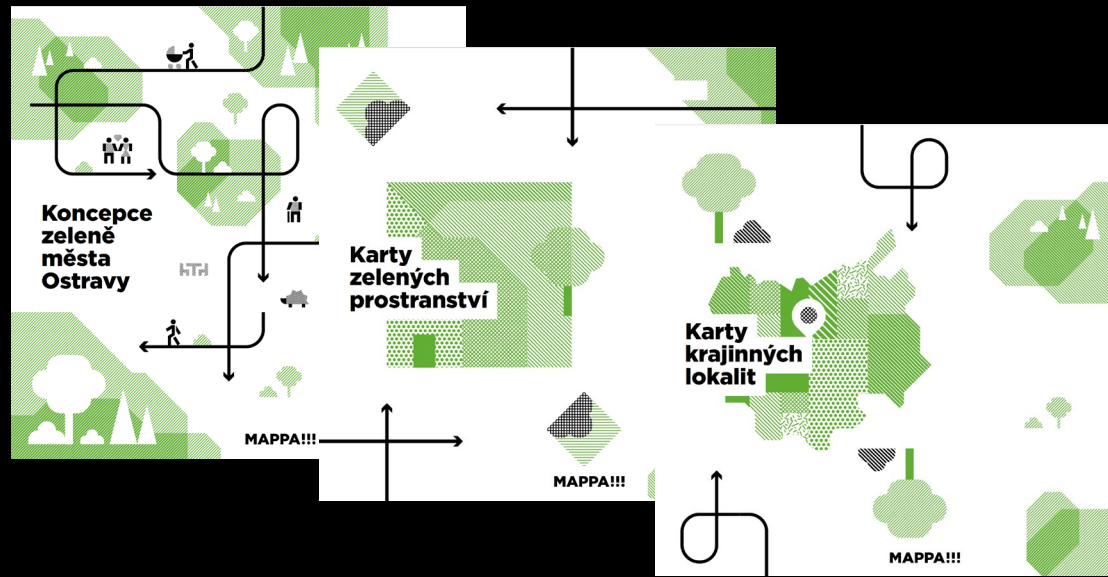 Koncepce
zeleně
města
Ostravy
MAPPA!!!
Karty
zelených
prostranství
MAPPA!!!
Karty
krajinných
lokalit
MAPPA!!!